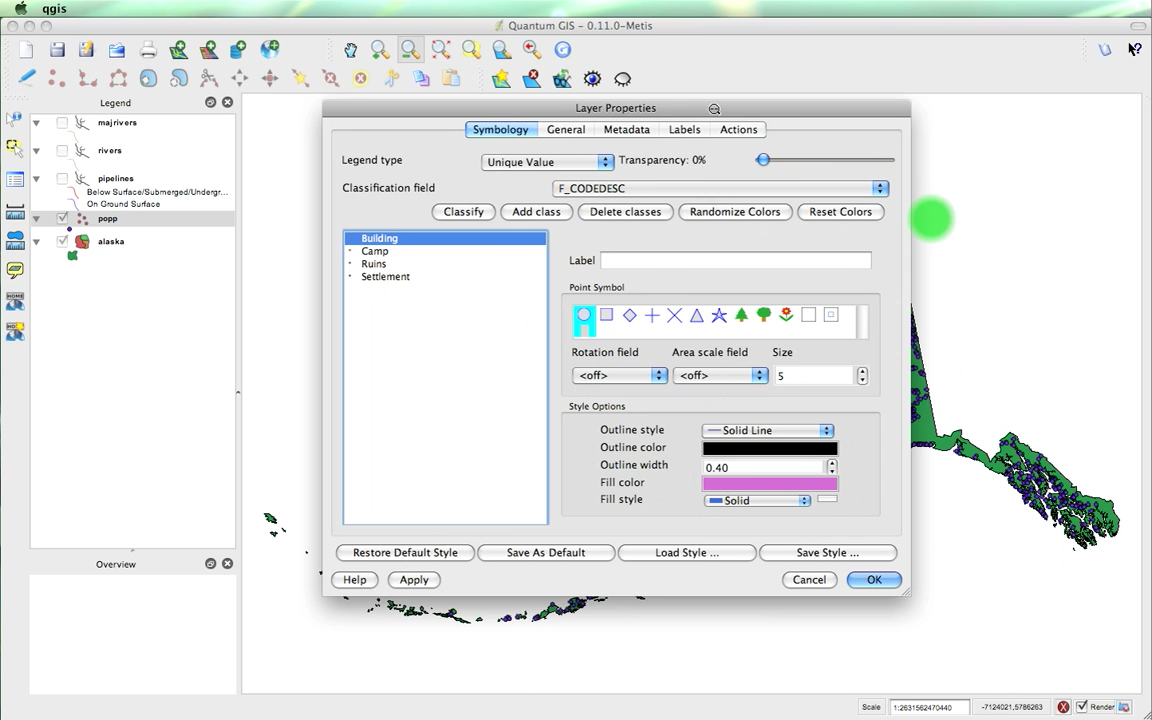 qgis
Quantum GIS - 0.11.0-Metis
Legend
majrivers
rivers
pipelines
Below Surface/Submerged/Undergr...
On Ground Surface
popp
alaska
Overview
Layer Properties
Symbology General Metadata Labels Actions
Legend type Unique Value Transparency: 0%
Classification field F_CODEDESC
Classify Add class Delete classes Randomize Colors Reset Colors
Building
Camp
Ruins
Settlement
Label
Point Symbol
Rotation field Area scale field Size
<off> <off> 5
Style Options
Outline style Solid Line
Outline color
Outline width 0.40
Fill color
Fill style Solid
Restore Default Style Save As Default Load Style ... Save Style ...
Help Apply Cancel OK
Scale 1:2631562470440 -7124021,5786263 Render